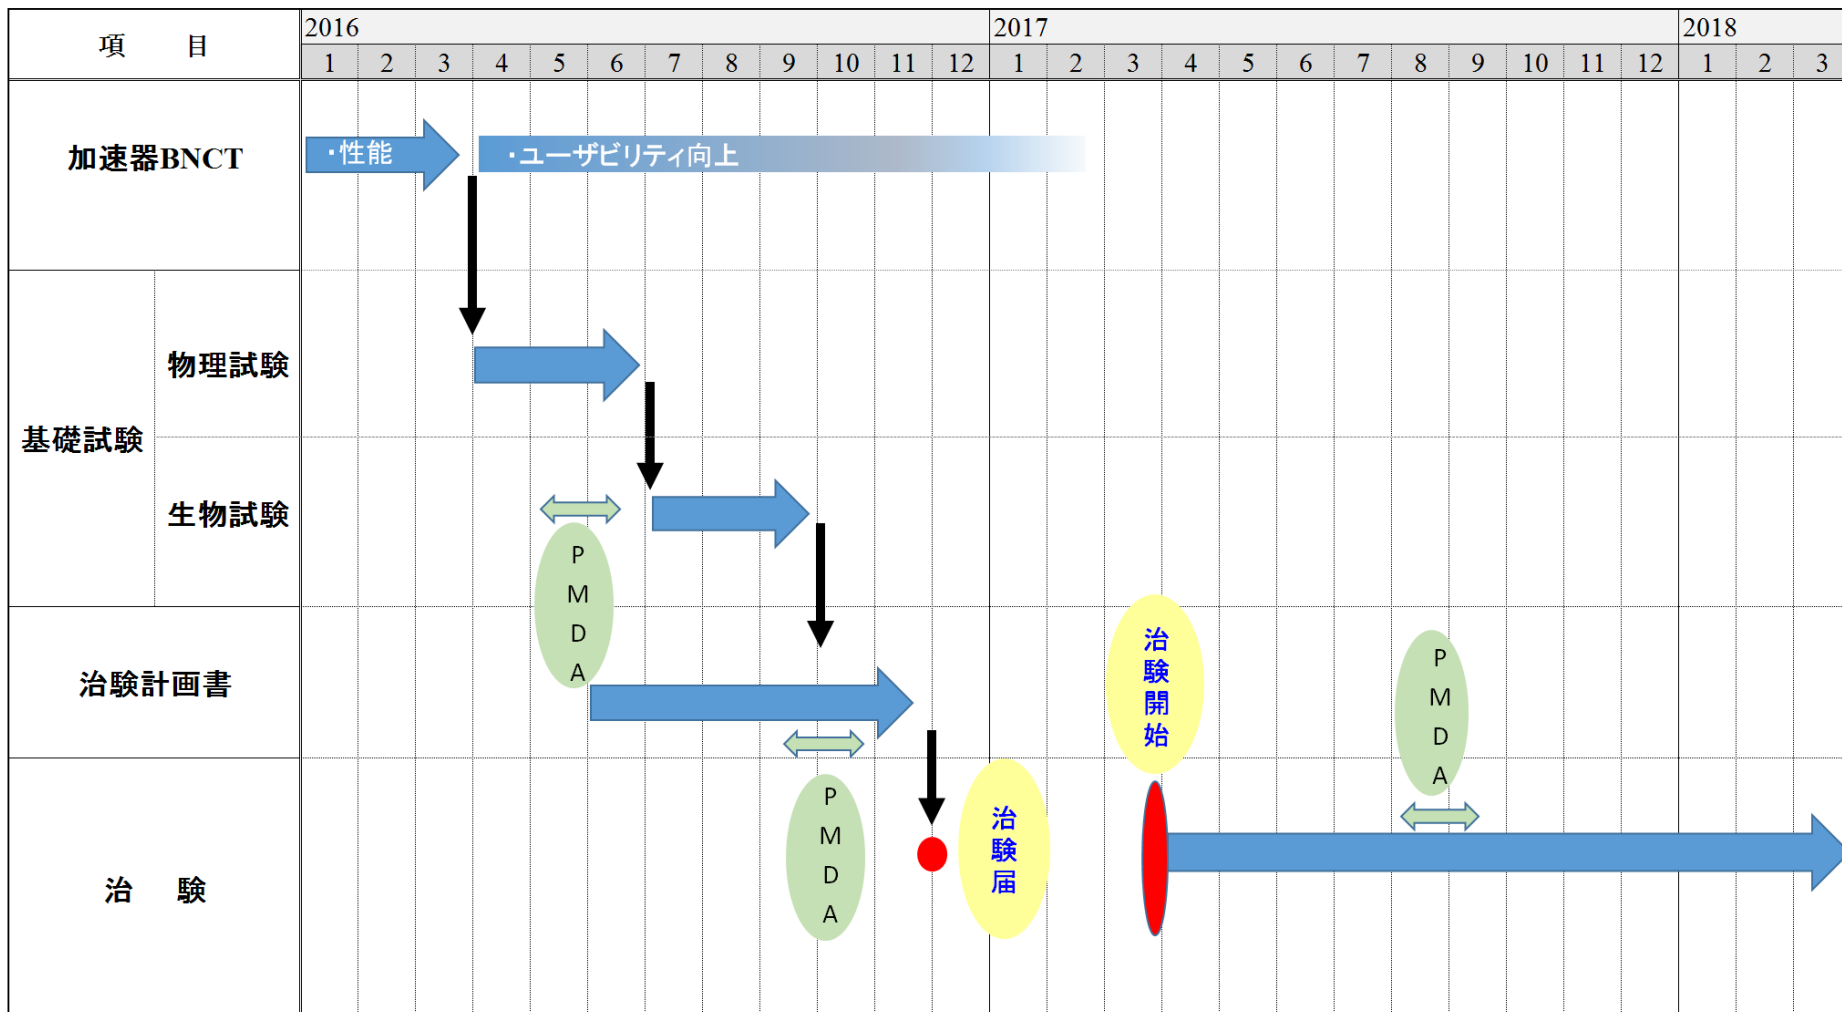 項 目
2016
2017
2018
1 2 3 4 5 6 7 8 9 10 11 12 1 2 3 4 5 6 7 8 9 10 11 12 1 2 3
加速器BNCT
・性能
・ユーザビリティ向上
基礎試験
物理試験
生物試験
PMDA
治験計画書
治験開始
PMDA
治 験
PMDA
治験届